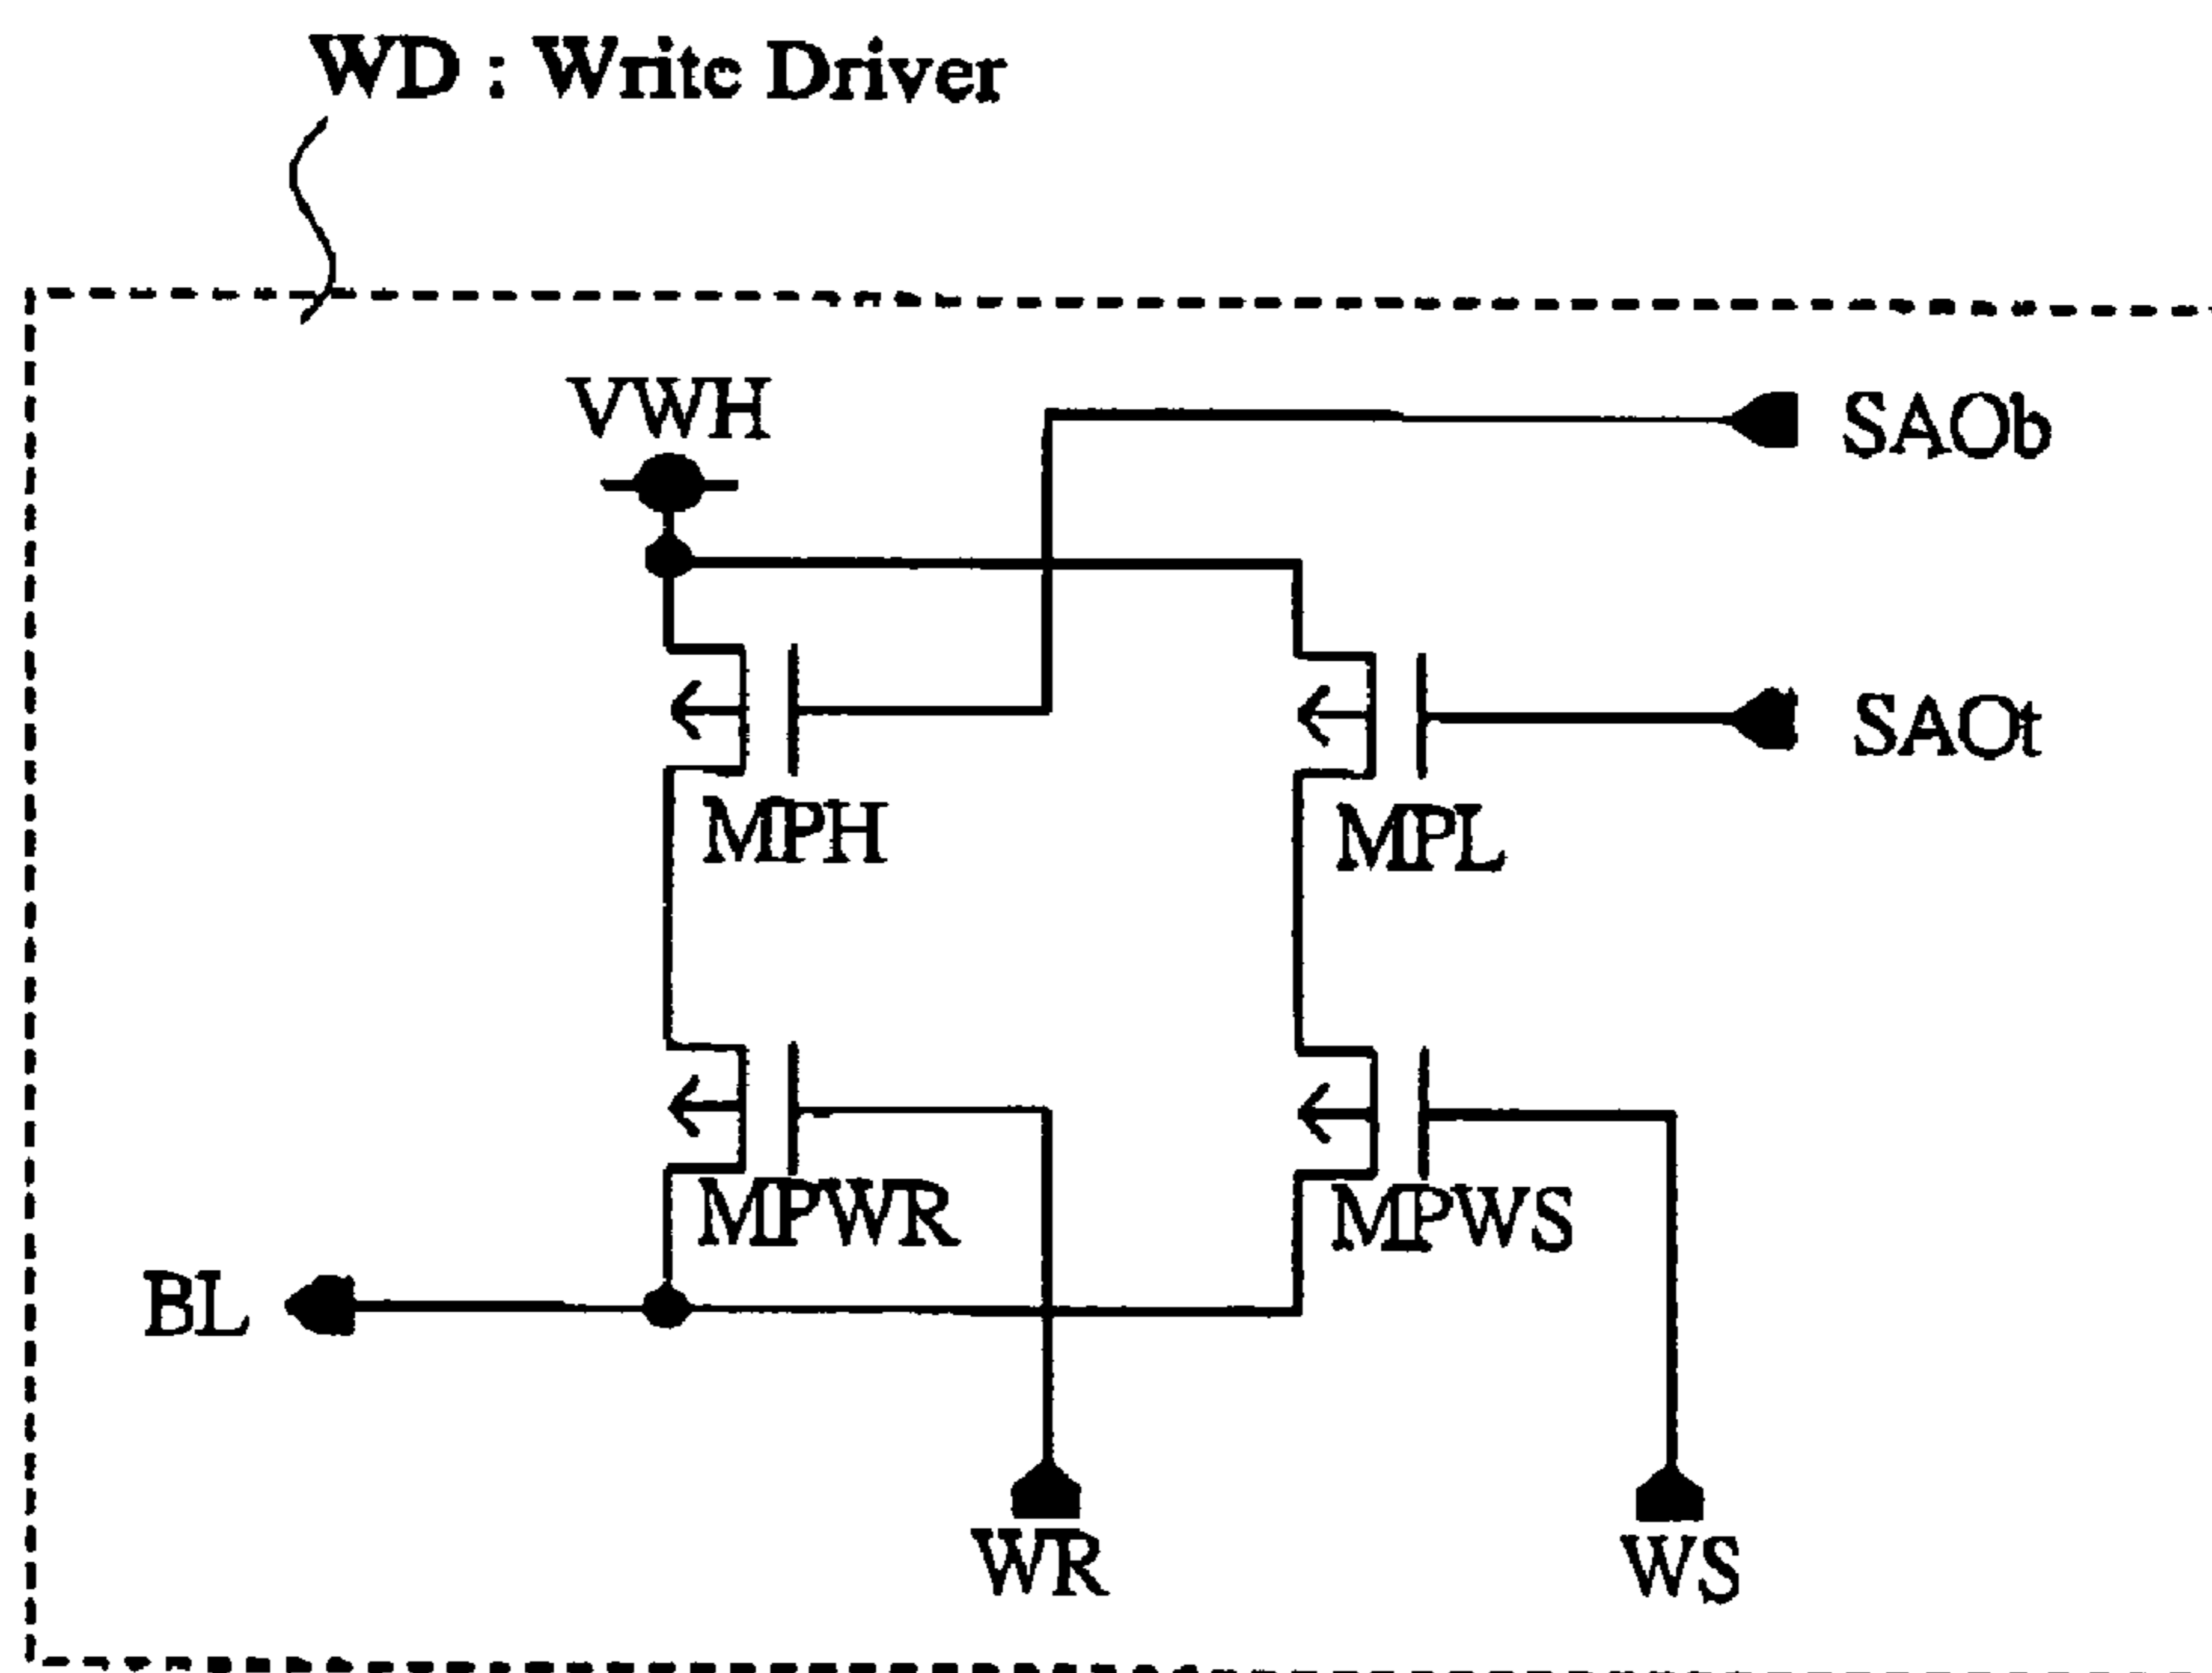 WD : Write Driver
VWH
SAOb
SAOt
MPH
MPL
MPWR
MPWS
BL
WR
WS